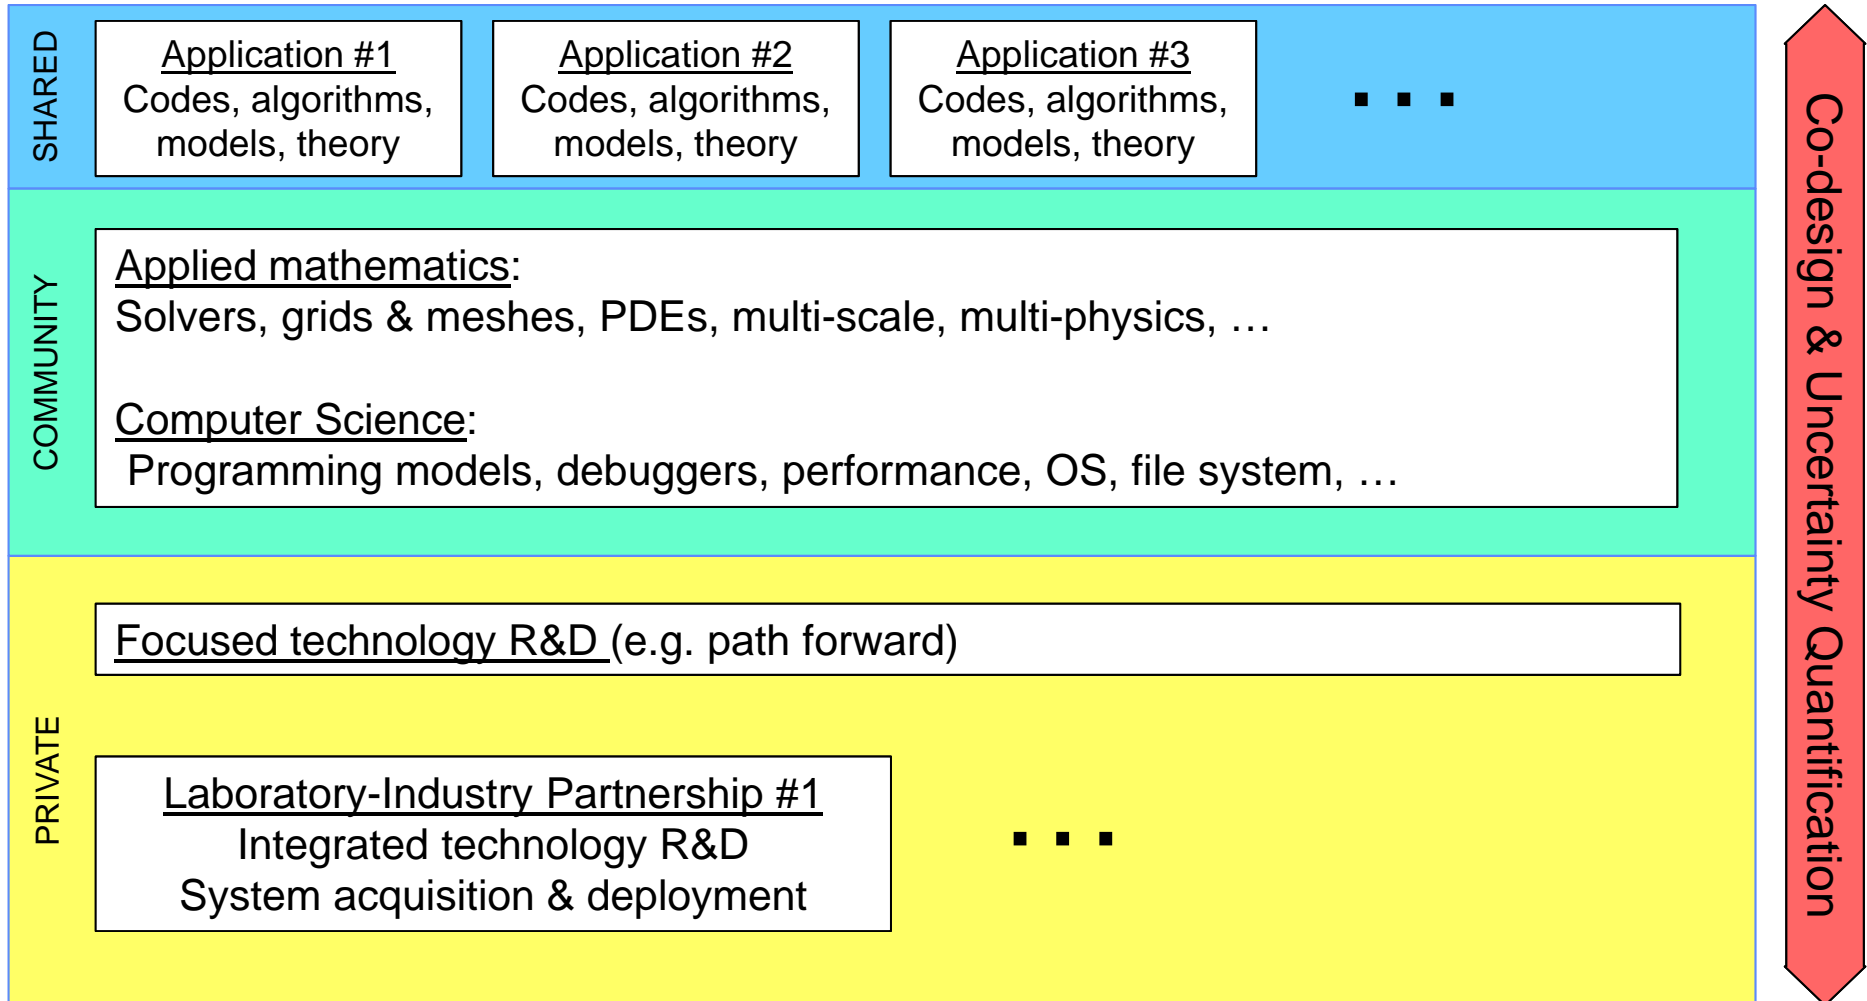 SHARED
Application #1
Codes, algorithms,
models, theory
Application #2
Codes, algorithms,
models, theory
Application #3
Codes, algorithms,
models, theory
...
COMMUNITY
Applied mathematics:
Solvers, grids & meshes, PDEs, multi-scale, multi-physics, …
Computer Science:
Programming models, debuggers, performance, OS, file system, …
PRIVATE
Focused technology R&D (e.g. path forward)
Laboratory-Industry Partnership #1
Integrated technology R&D
System acquisition & deployment
...
Co-design & Uncertainty Quantification